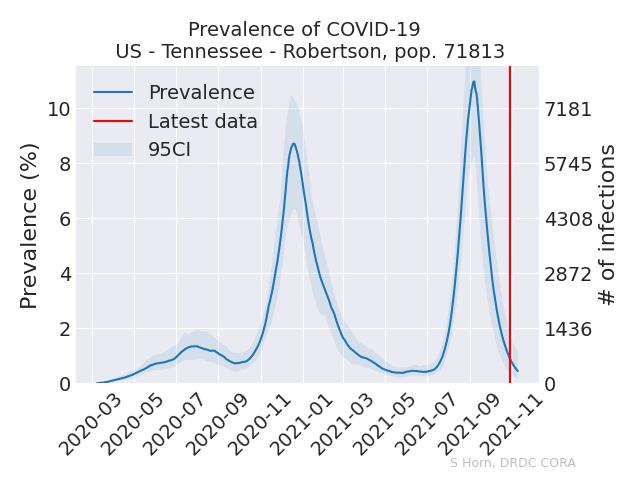 Prevalence of COVID-19
US - Tennessee - Robertson, pop. 71813
Prevalence
Latest data
95CI
Prevalence (%)
10
8
6
4
2
0
7181
5745
4308
2872
1436
0
# of infections
2020-03
2020-05
2020-07
2020-09
2020-11
2021-01
2021-03
2021-05
2021-07
2021-09
2021-11
S Horn, DRDC CORA